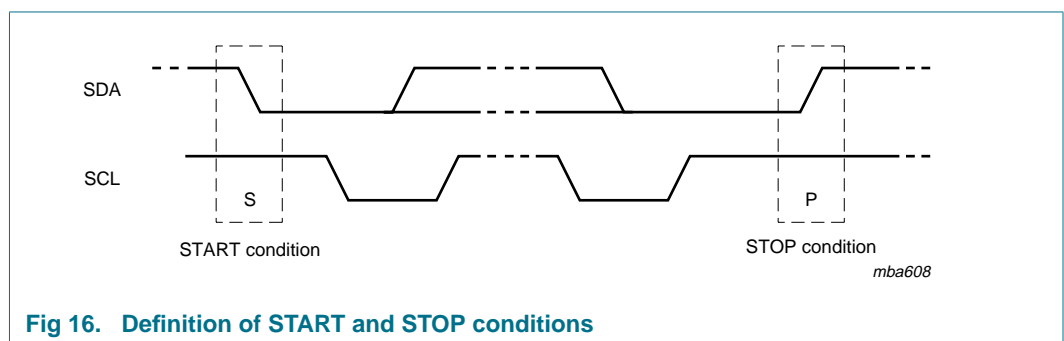 SDA
SCL
S
P
START condition
STOP condition
mba608
Fig 16. Definition of START and STOP conditions